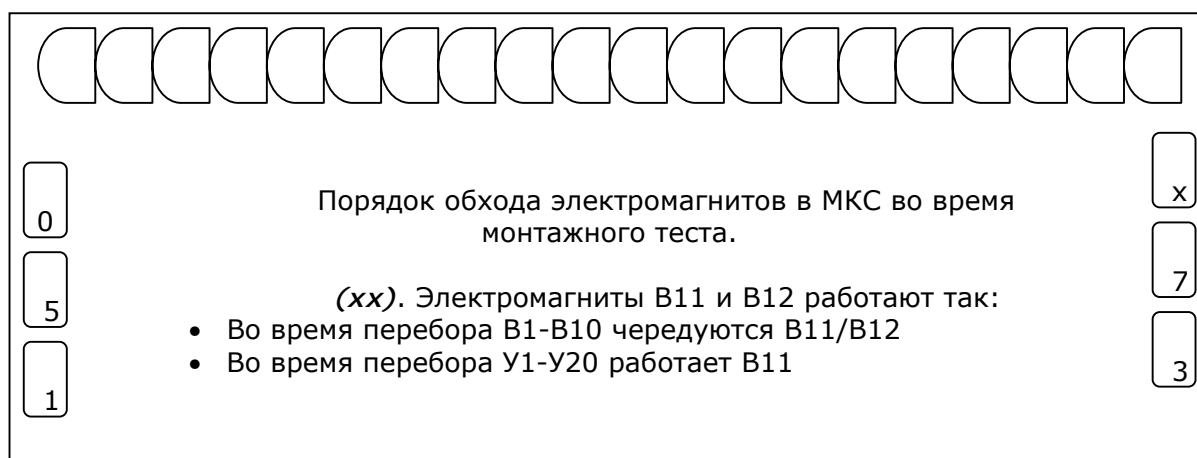 Порядок обхода электромагнитов в МКС во время
монтажного теста.
(xx). Электромагниты В11 и В12 работают так:
• Во время перебора В1-В10 чередуются В11/В12
• Во время перебора У1-У20 работает В11
0
5
1
x
7
3